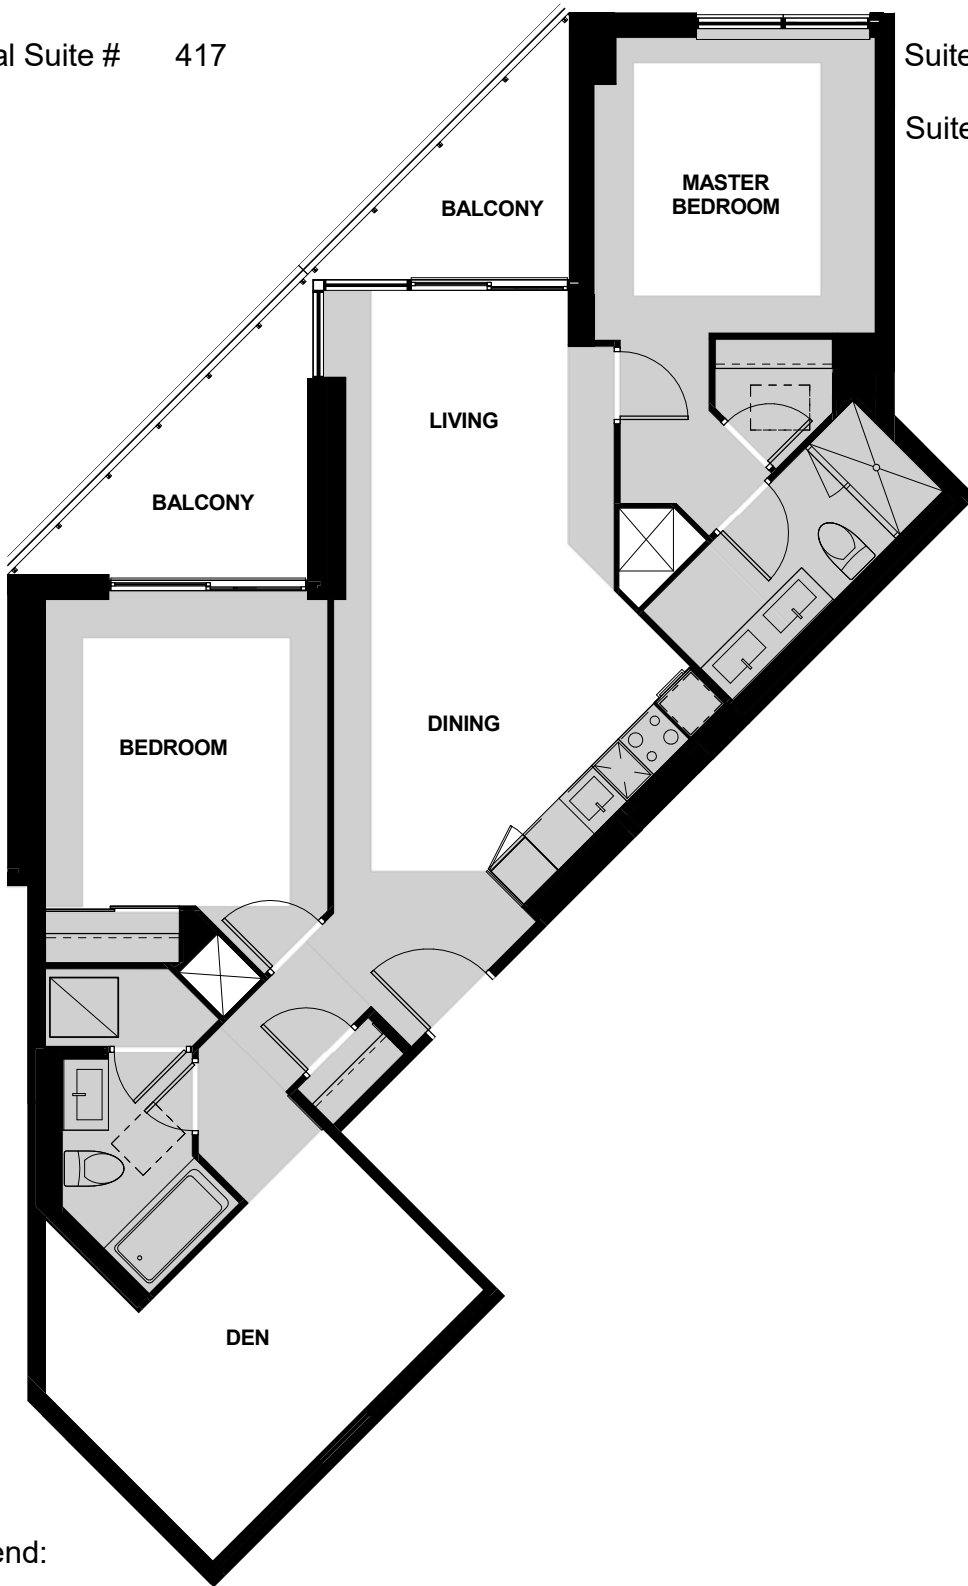 al Suite # 417
Suite
Suite
MASTER
BEDROOM
BALCONY
LIVING
BALCONY
DINING
BEDROOM
DEN
end: